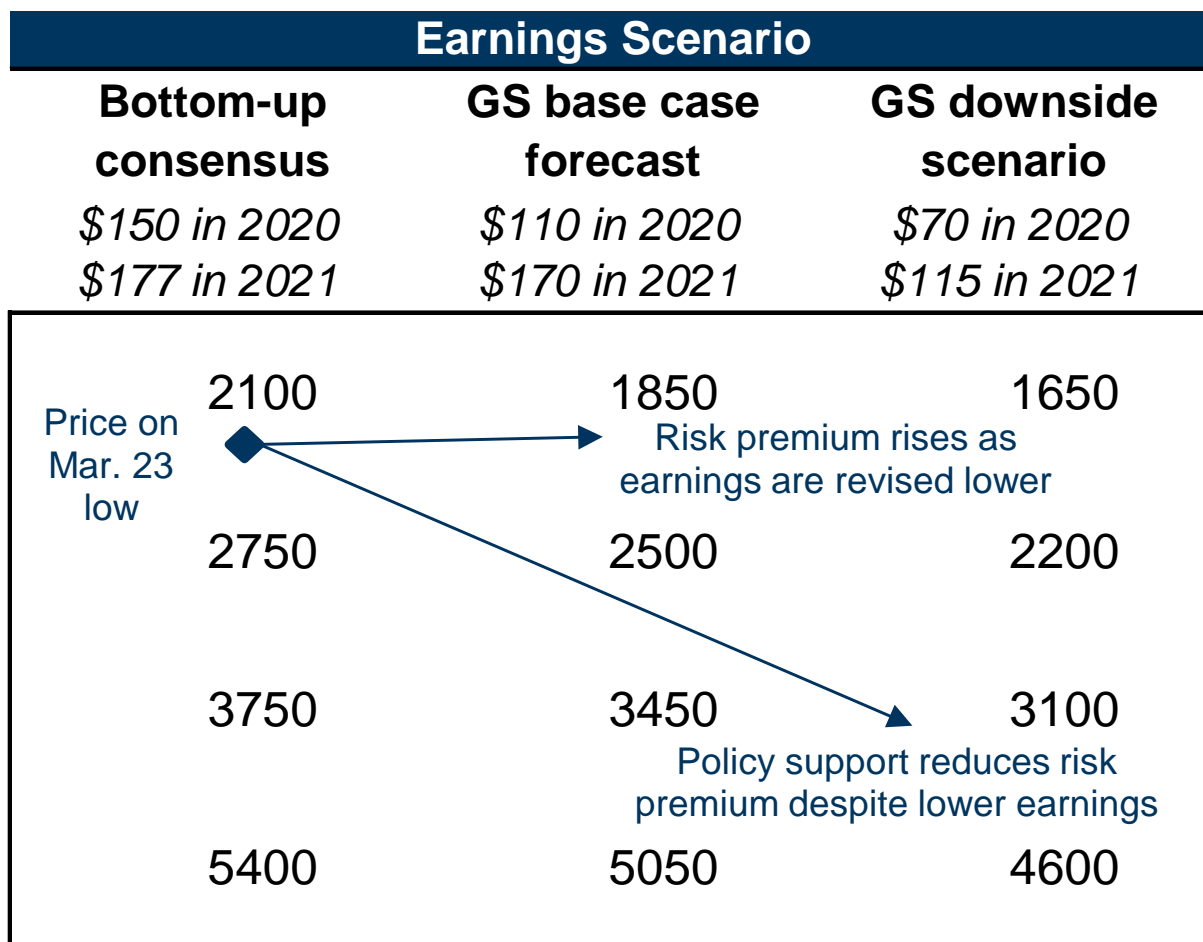 Earnings Scenario
Bottom-up GS base case GS downside
consensus forecast scenario
$150 in 2020 $110 in 2020 $70 in 2020
$177 in 2021 $170 in 2021 $115 in 2021
2100 1850 1650
Price on
Mar. 23
low
Risk premium rises as
earnings are revised lower
2750 2500 2200
3750 3450 3100
Policy support reduces risk
premium despite lower earnings
5400 5050 4600